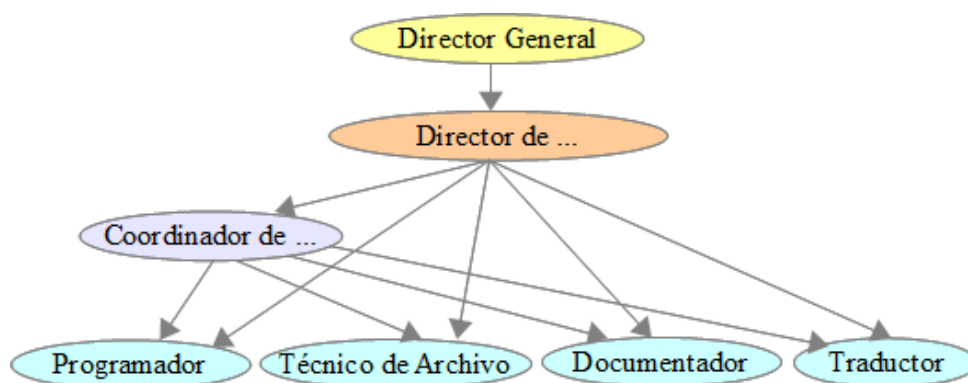 Director General
Director de ...
Coordinador de ...
Programador
Técnico de Archivo
Documentador
Traductor